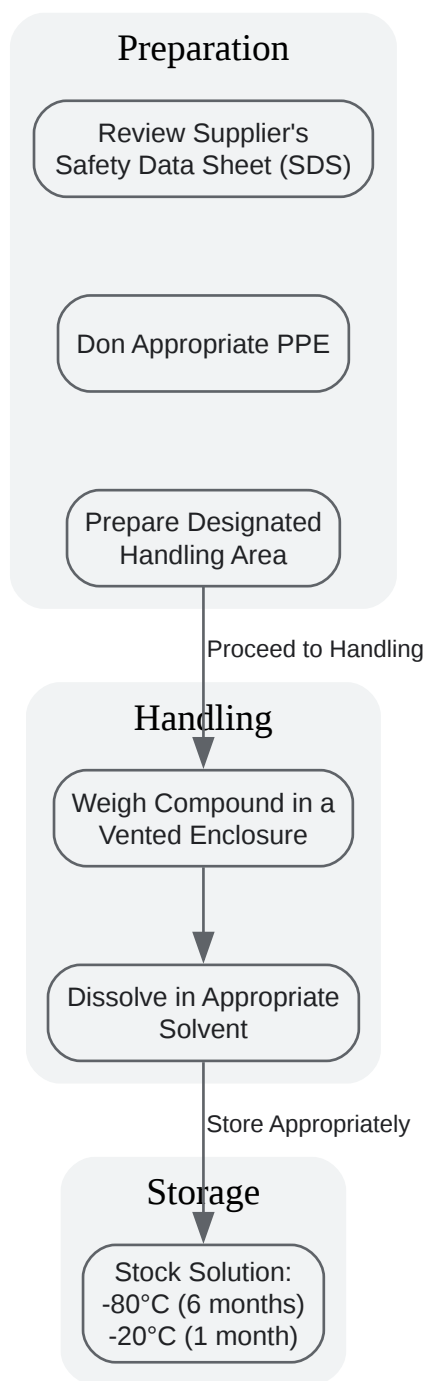 Preparation
Review Supplier's
Safety Data Sheet (SDS)
Don Appropriate PPE
Prepare Designated
Handling Area
Proceed to Handling
Handling
Weigh Compound in a
Vented Enclosure
Dissolve in Appropriate
Solvent
Store Appropriately
Storage
Stock Solution:
-80°C (6 months)
-20°C (1 month)